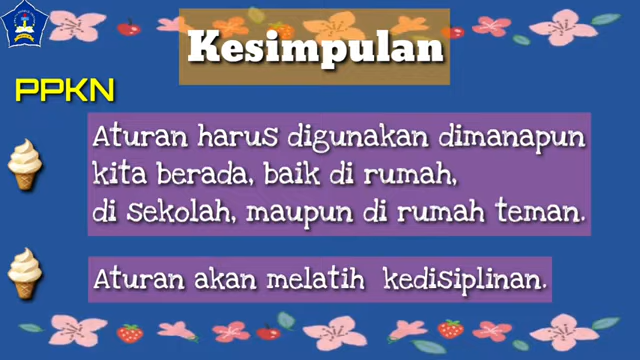 Kesimpulan
PPKN
Aturan harus digunakan dimanapun
kita berada, baik di rumah,
di sekolah, maupun di rumah teman.
Aturan akan melatih kedisiplinan.